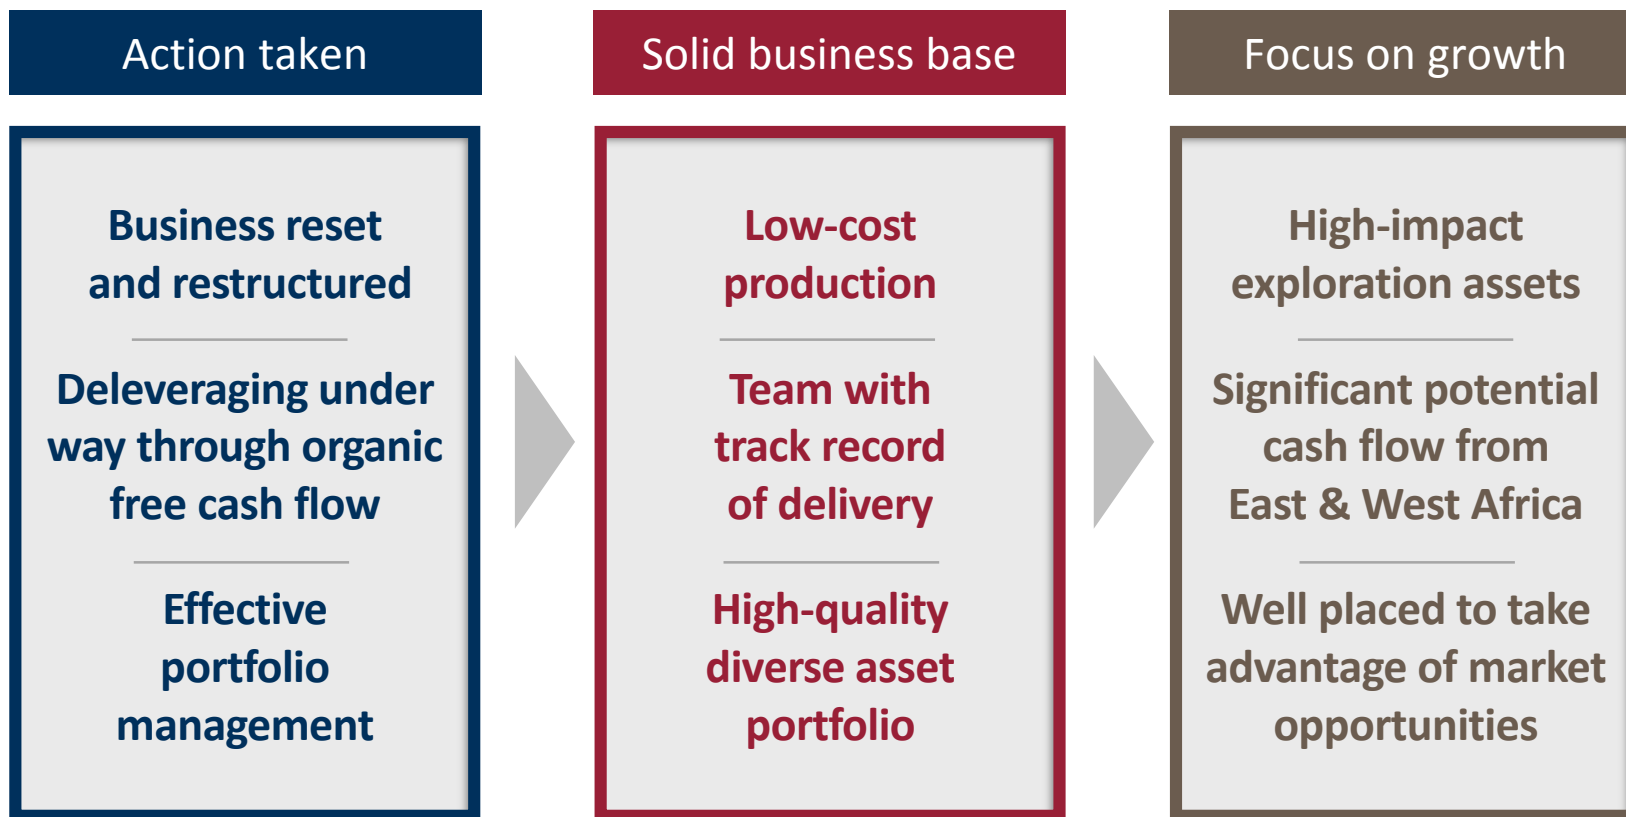 Action taken
Business reset
and restructured
Deleveraging under
way through organic
free cash flow
Effective
portfolio
management
Solid business base
Low-cost
production
Team with
track record
of delivery
High-quality
diverse asset
portfolio
Focus on growth
High-impact
exploration assets
Significant potential
cash flow from
East & West Africa
Well placed to take
advantage of market
opportunities